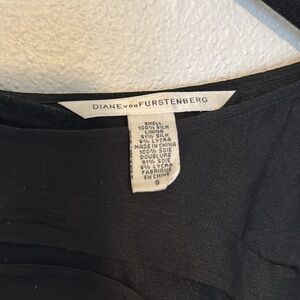 DIANE VON FURSTENBERG
SHELL
100% SILK
LINING
91% SILK
9% LYCRA
MADE IN CHINA
100% SOIE
DOUBLURE
91% SOIE
9% LYCRA
FABRIQUE
EN CHINE